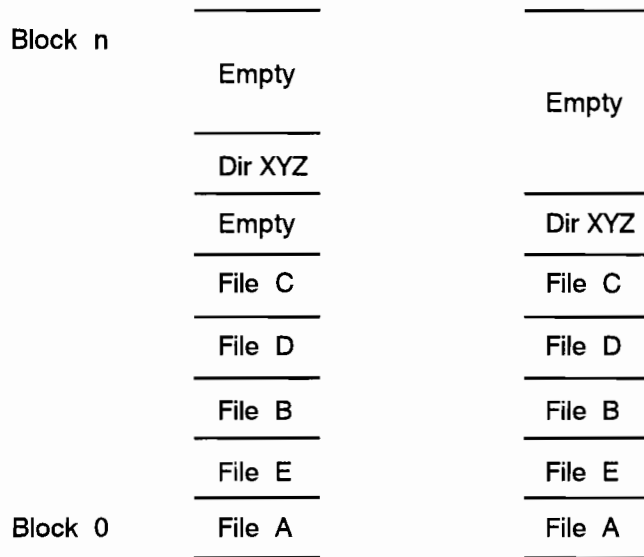 Block n
Empty
Empty
Dir XYZ
Empty
Dir XYZ
File C
File C
File D
File D
File B
File B
File E
File E
Block 0
File A
File A